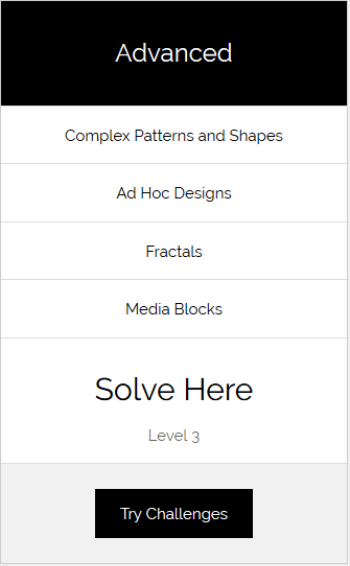 Advanced
Complex Patterns and Shapes
Ad Hoc Designs
Fractals
Media Blocks
Solve Here
Level 3
Try Challenges